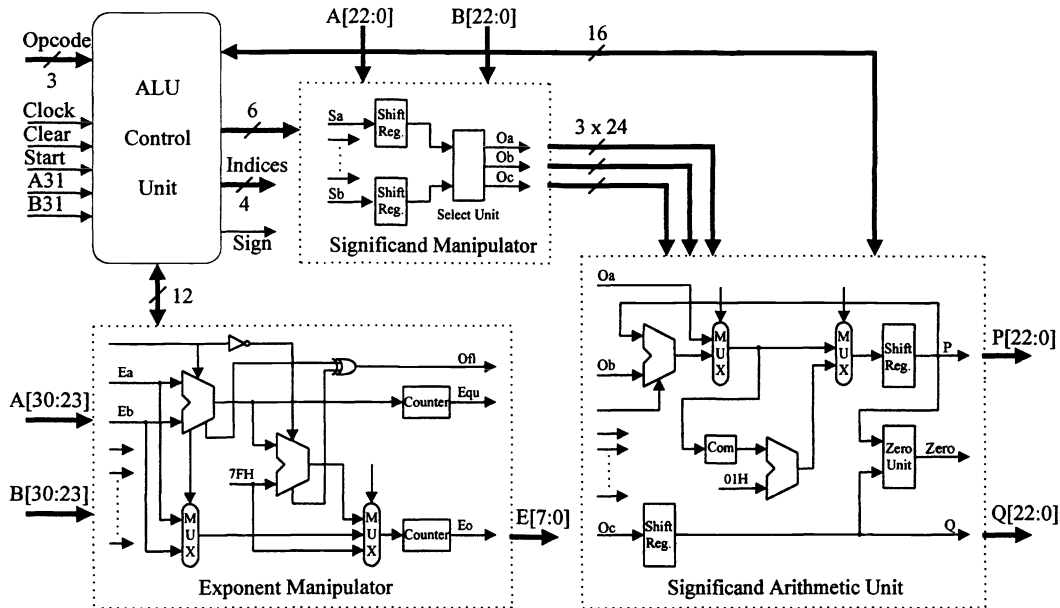 A[22:0]
B[22:0]
Opcode
3
16
ALU
Control
Unit
Clock
Clear
Start
A31
B31
6
Indices
4
Sign
12
Sa
Shift
Reg.
Sb
Shift
Reg.
Oa
Ob
Oc
Select Unit
Significand Manipulator
3 x 24
A[30:23]
B[30:23]
Ea
Eb
7FH
MUX
MUX
Ofl
Counter
Equ
Counter
Eo
Exponent Manipulator
E[7:0]
Oa
Ob
MUX
MUX
Shift
Reg.
P
Com
01H
Zero
Unit
Zero
Oc
Shift
Reg.
Q
Significand Arithmetic Unit
P[22:0]
Q[22:0]